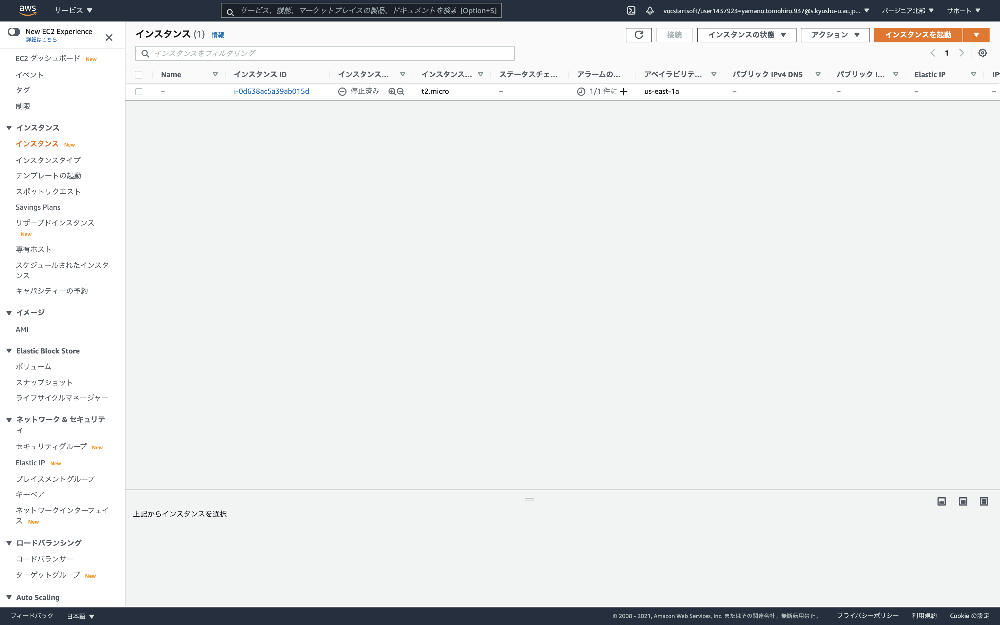 aws サービス サービス、機能、マーケットプレイスの製品、ドキュメントを検索 [Option+S] vocstartsoft/user1437923=yamano.tomohiro.937@s.kyushu-u.ac.jp... バージニア北部 サポート
New EC2 Experience
詳細はこちら
EC2 ダッシュボード New
イベント
タグ
制限
インスタンス
インスタンス New
インスタンスタイプ
テンプレートの起動
スポットリクエスト
Savings Plans
リザーブドインスタンス
New
専有ホスト
スケジュールされたインスタ
ンス
キャパシティーの予約
イメージ
AMI
Elastic Block Store
ボリューム
スナップショット
ライフサイクルマネージャー
ネットワーク & セキュリテ
ィ
セキュリティグループ New
Elastic IP New
プレイスメントグループ
キーペア
ネットワークインターフェイ
ス New
ロードバランシング
ロードバランサー
ターゲットグループ New
Auto Scaling
インスタンス (1) 情報 接続 インスタンスの状態 アクション インスタンスを起動
インスタンスをフィルタリング 1
Name インスタンス ID インスタンス... インスタンス... ステータスチェ... アラームの... アベイラビリテ... パブリック IPv4 DNS パブリック I... Elastic IP IPv
– i-0d638ac5a39ab015d 停止済み t2.micro – 1/1 件に us-east-1a – – – –
上記からインスタンスを選択
フィードバック 日本語 © 2008 - 2021, Amazon Web Services, Inc. またはその関連会社。無断転用禁止。 プライバシーポリシー 利用規約 Cookie の設定